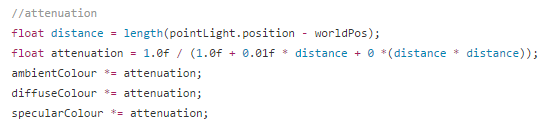 //attenuation
float distance = length(pointLight.position - worldPos);
float attenuation = 1.0f / (1.0f + 0.01f * distance + 0 *(distance * distance));
ambientColour *= attenuation;
diffuseColour *= attenuation;
specularColour *= attenuation;